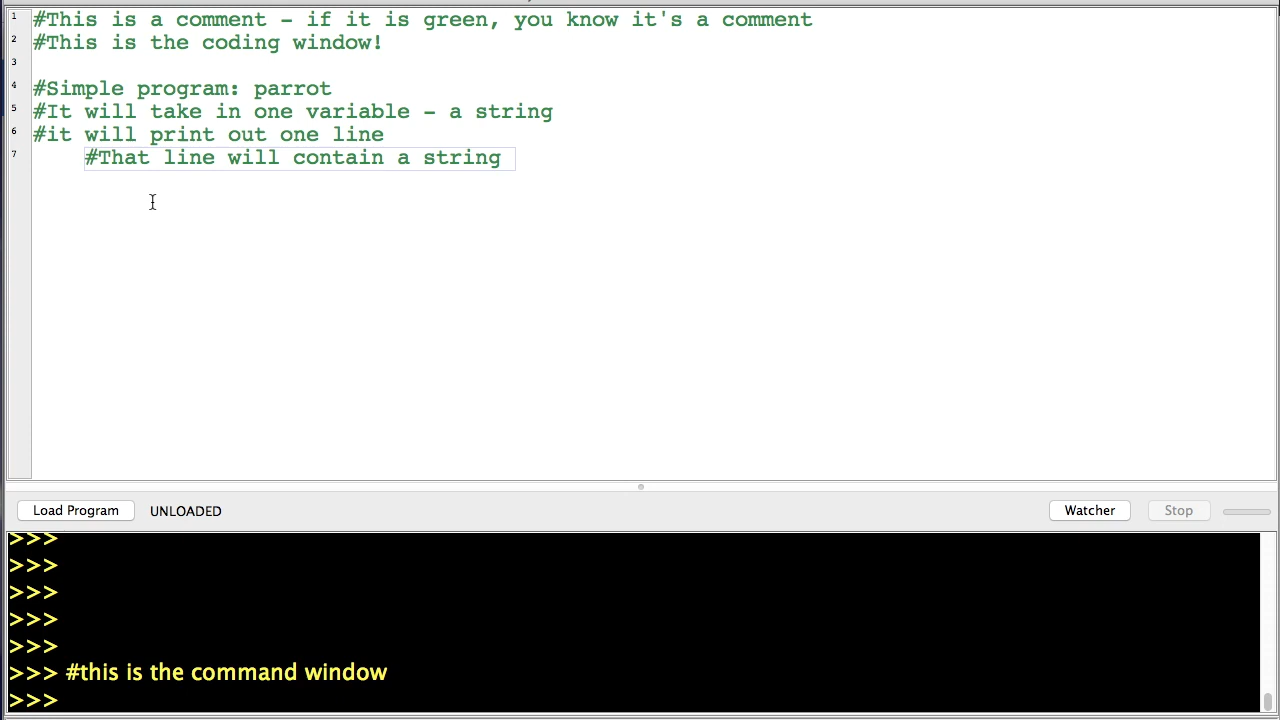 1 #This is a comment - if it is green, you know it's a comment
2 #This is the coding window!
3
4 #Simple program: parrot
5 #It will take in one variable - a string
6 #it will print out one line
7 #That line will contain a string
Load Program UNLOADED Watcher Stop
>>>
>>>
>>>
>>>
>>>
>>> #this is the command window
>>>